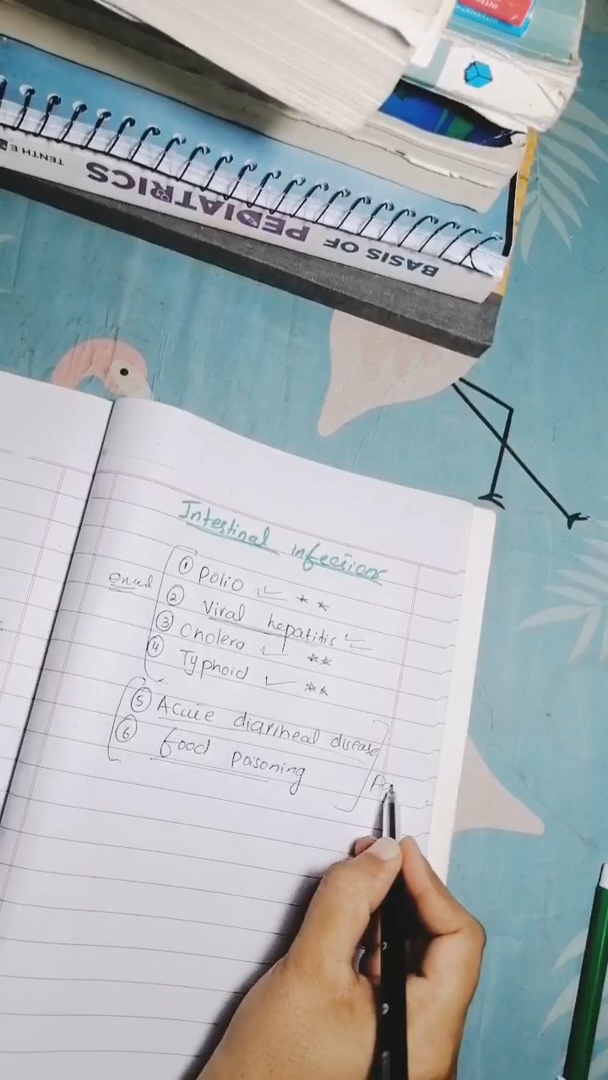 BASIS OF PEDIATRICS
TENTH E
Intestinal infections
① Polio ✓ **
② Viral hepatitis ✓
③ Cholera ✓ **
④ Typhoid ✓ **
⑤ Acute diarrheal disease
⑥ food poisoning